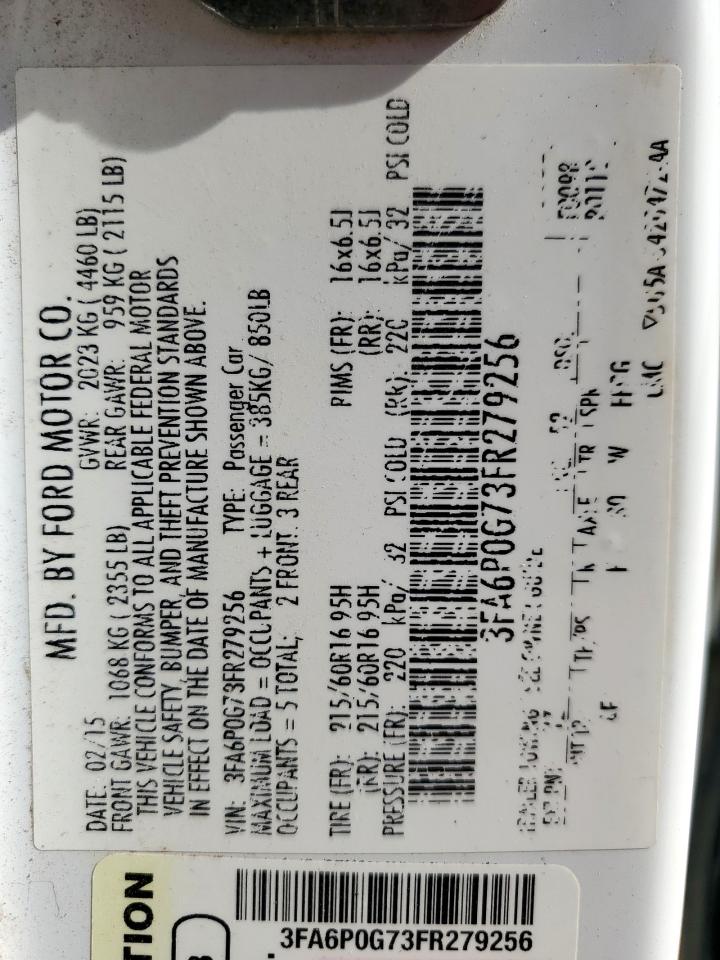 MFD. BY FORD MOTOR CO.
DATE: 02/15 GVWR: 2023 KG ( 4460 LB)
FRONT GAWR: 1068 KG ( 2355 LB) REAR GAWR: 959 KG ( 2115 LB)
THIS VEHICLE CONFORMS TO ALL APPLICABLE FEDERAL MOTOR
VEHICLE SAFETY, BUMPER, AND THEFT PREVENTION STANDARDS
IN EFFECT ON THE DATE OF MANUFACTURE SHOWN ABOVE.
VIN: 3FA6P0G73FR279256 TYPE: Passenger Car
MAXIMUM LOAD = OCCUPANTS + LUGGAGE = 385KG/ 850LB
OCCUPANTS = 5 TOTAL; 2 FRONT, 3 REAR
TIRE (FR): 215/60R16 95H RIMS (FR): 16x6.5J
(RR): 215/60R16 95H (RR): 16x6.5J
PRESSURE (FR): 220 kPa/ 32 PSI COLD (RR): 220 kPa/ 32 PSI COLD
3FA6P0G73FR279256
TION
3FA6P0G73FR279256